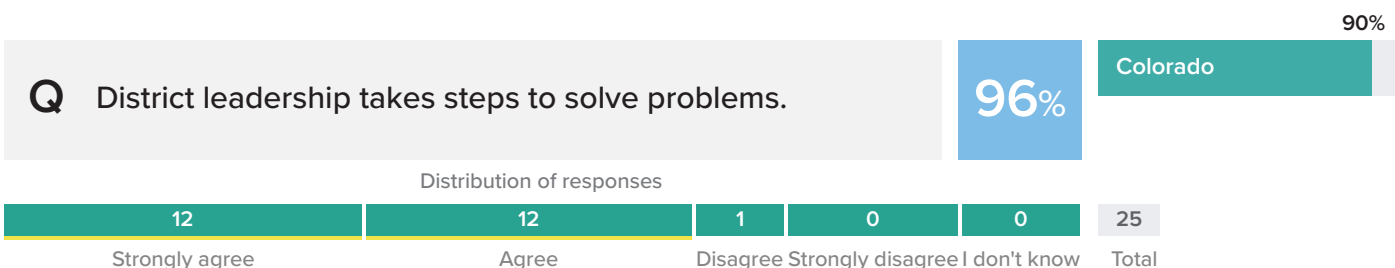 90%
Q District leadership takes steps to solve problems.
96%
Colorado
Distribution of responses
12 12 1 0 0 25
Strongly agree Agree Disagree Strongly disagree I don't know Total